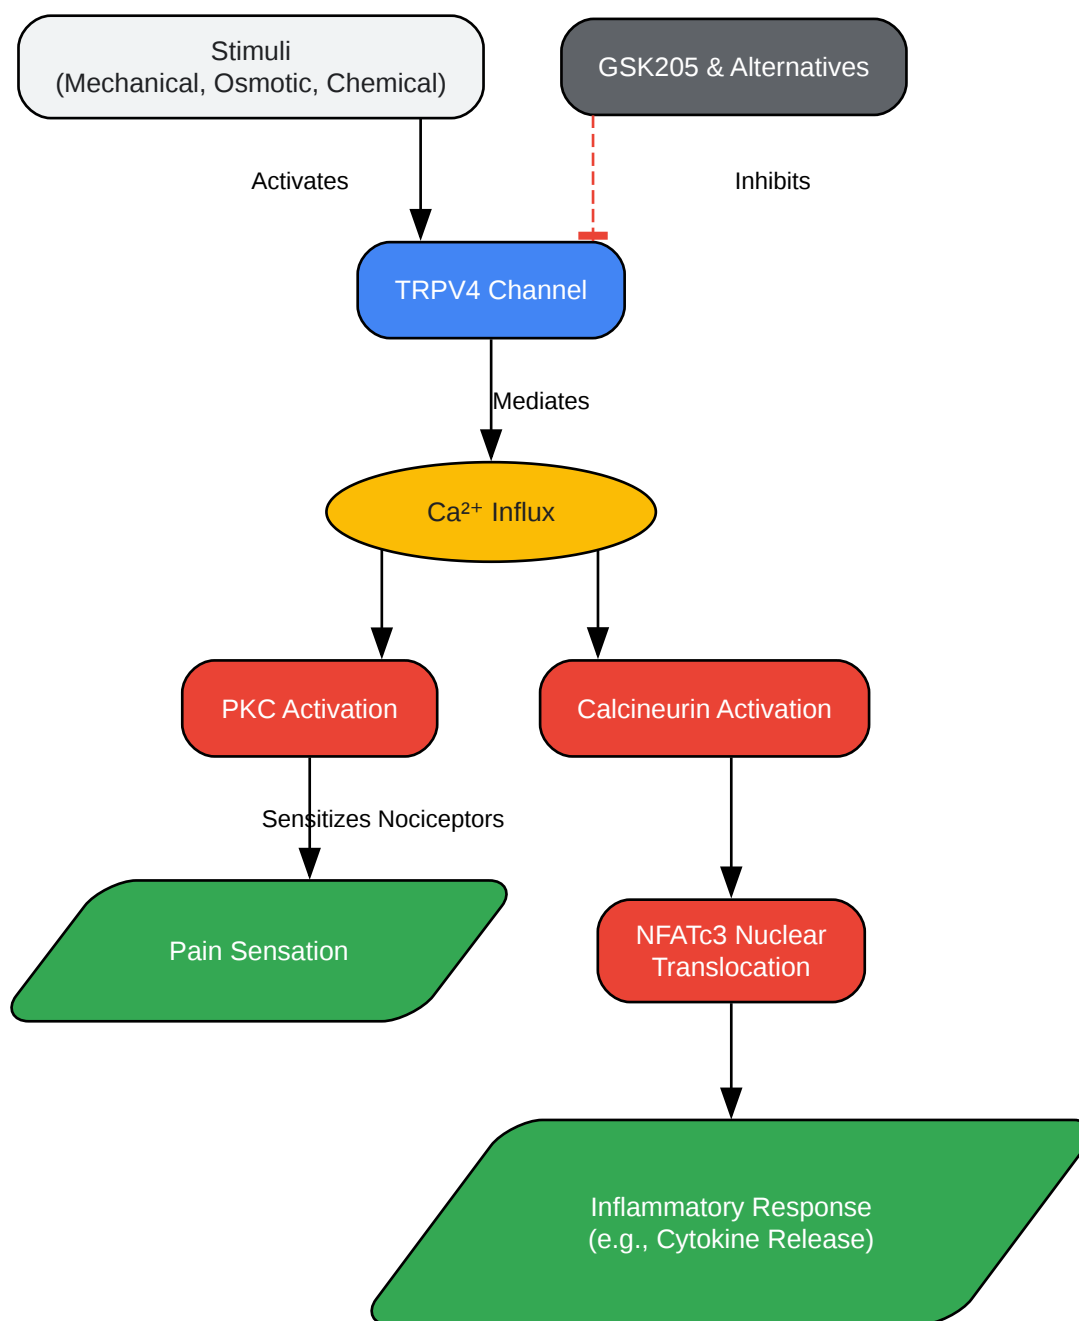 Stimuli
(Mechanical, Osmotic, Chemical)
GSK205 & Alternatives
Activates
Inhibits
TRPV4 Channel
Mediates
Ca²⁺ Influx
PKC Activation
Calcineurin Activation
Sensitizes Nociceptors
Pain Sensation
NFATc3 Nuclear
Translocation
Inflammatory Response
(e.g., Cytokine Release)